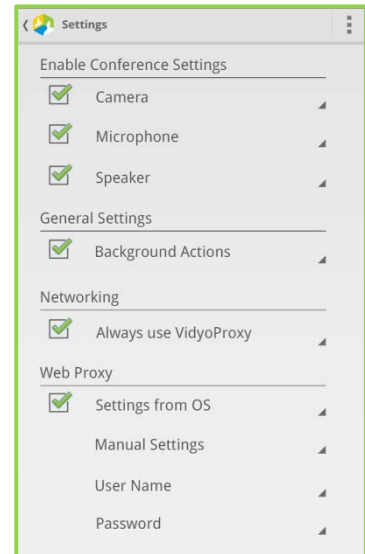 Settings
Enable Conference Settings
Camera
Microphone
Speaker
General Settings
Background Actions
Networking
Always use VidyoProxy
Web Proxy
Settings from OS
Manual Settings
User Name
Password